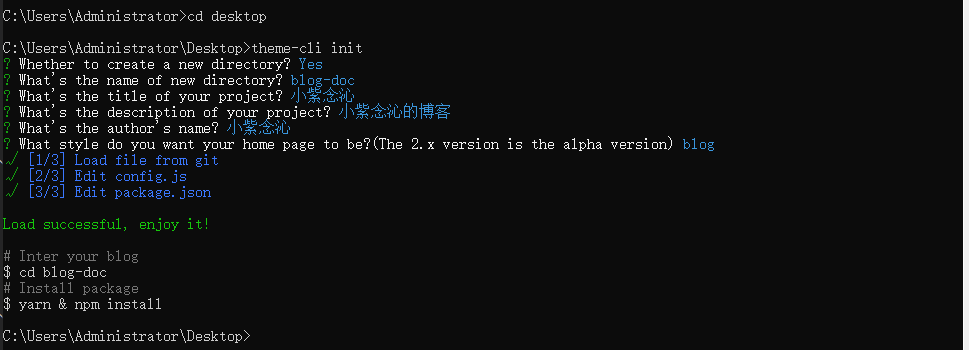 C:\Users\Administrator>cd desktop
C:\Users\Administrator\Desktop>theme-cli init
? Whether to create a new directory? Yes
? What's the name of new directory? blog-doc
? What's the title of your project? 小紫念沁
? What's the description of your project? 小紫念沁的博客
? What's the author's name? 小紫念沁
? What style do you want your home page to be?(The 2.x version is the alpha version) blog
√ [1/3] Load file from git
√ [2/3] Edit config.js
√ [3/3] Edit package.json
Load successful, enjoy it!
# Inter your blog
$ cd blog-doc
# Install package
$ yarn & npm install
C:\Users\Administrator\Desktop>